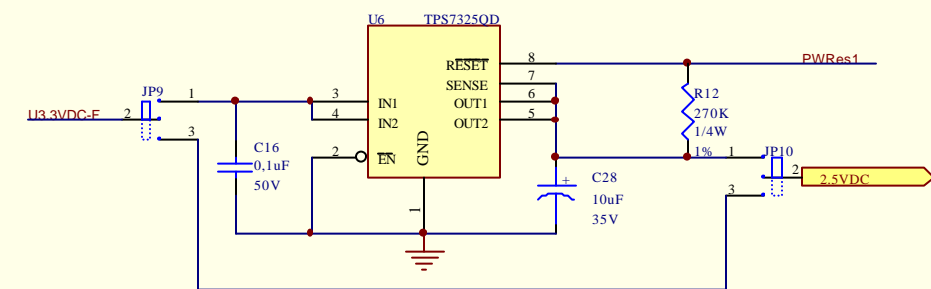 U6 TPS7325QD
RESET 8 PWRes1
SENSE 7
JP9 1 3 IN1 OUT1 6 R12
U3.3VDC-F 2 4 IN2 OUT2 5 270K
1/4W
3 2 EN GND 1% 1 JP10
C16 C28 2 2.5VDC
0,1uF 10uF 3
50V 1 35V
+